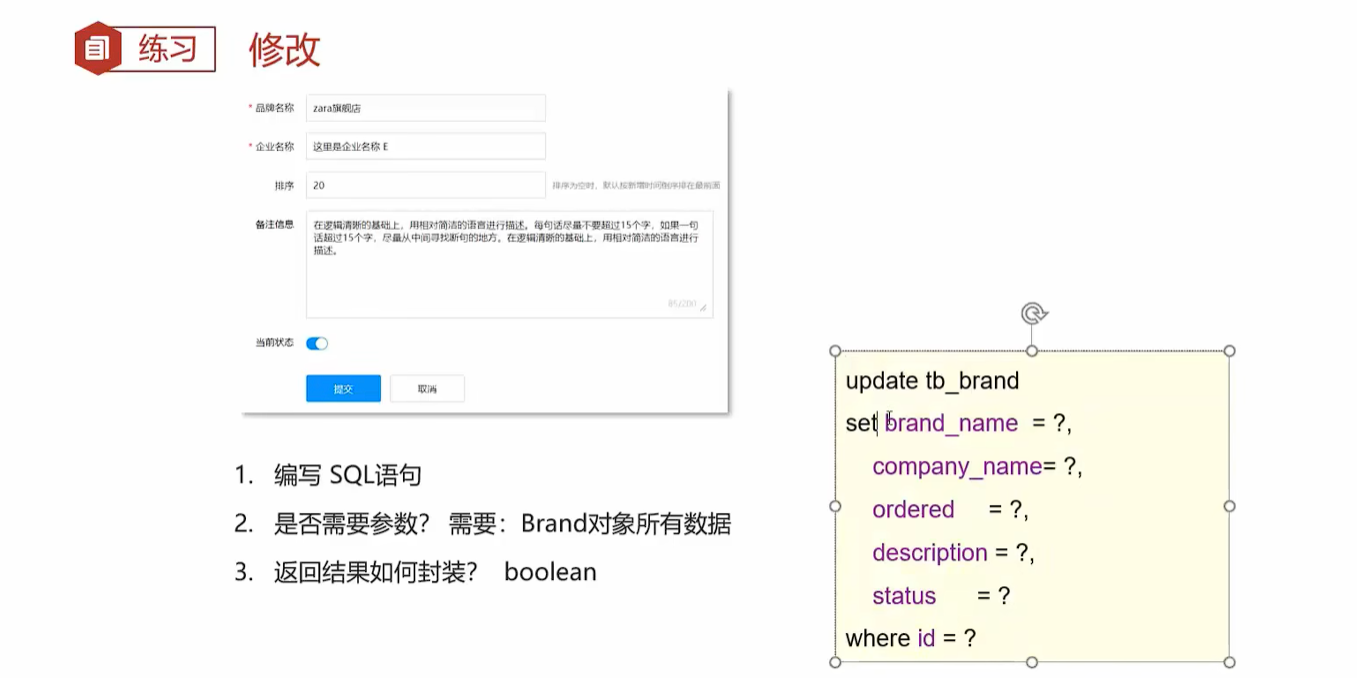 练习
修改
* 品牌名称 zara旗舰店
* 企业名称 这里是企业名称 E
排序 20 排序为空时，默认按新增时间倒序排在最前面
备注信息 在逻辑清晰的基础上，用相对简洁的语言进行描述。每句话尽量不要超过15个字，如果一句
话超过15个字，尽量从中间寻找断句的地方。在逻辑清晰的基础上，用相对简洁的语言进行
描述。
当前状态
提交 取消
1. 编写 SQL语句
2. 是否需要参数？ 需要：Brand对象所有数据
3. 返回结果如何封装？ boolean
update tb_brand
set brand_name = ?,
company_name= ?,
ordered = ?,
description = ?,
status = ?
where id = ?